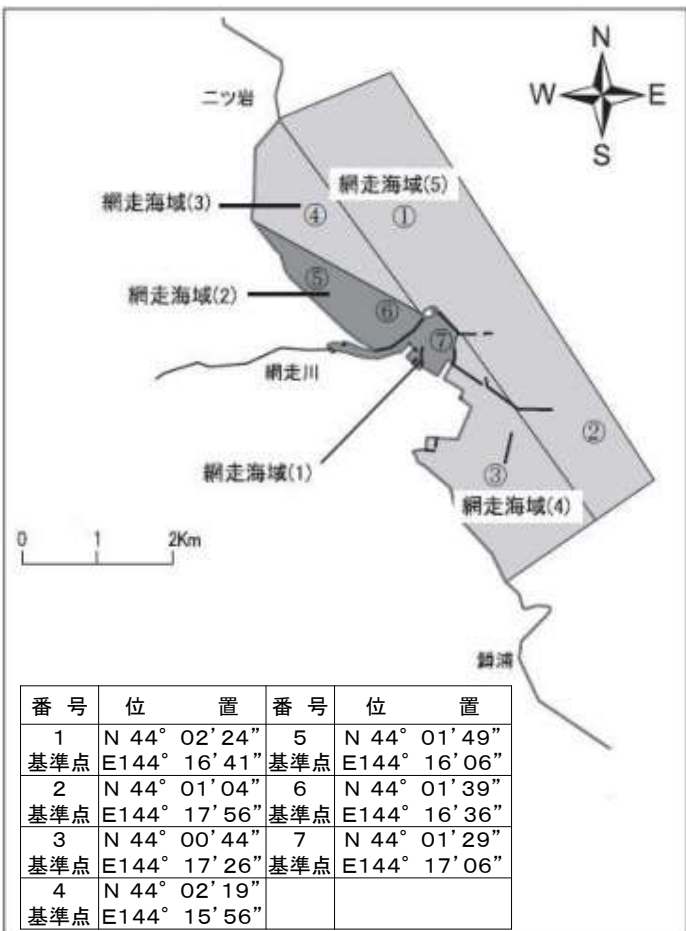 N
W E
S
二ツ岩
網走海域(5)
網走海域(3)
④
①
網走海域(2)
⑤
⑥
⑦
網走川
②
網走海域(1)
③
網走海域(4)
0 1 2Km
鱒浦
番 号 位 置 番 号 位 置
1 N 44° 02'24” 5 N 44° 01'49”
基準点 E144° 16'41” 基準点 E144° 16'06”
2 N 44° 01'04” 6 N 44° 01'39”
基準点 E144° 17'56” 基準点 E144° 16'36”
3 N 44° 00'44” 7 N 44° 01'29”
基準点 E144° 17'26” 基準点 E144° 17'06”
4 N 44° 02'19”
基準点 E144° 15'56”